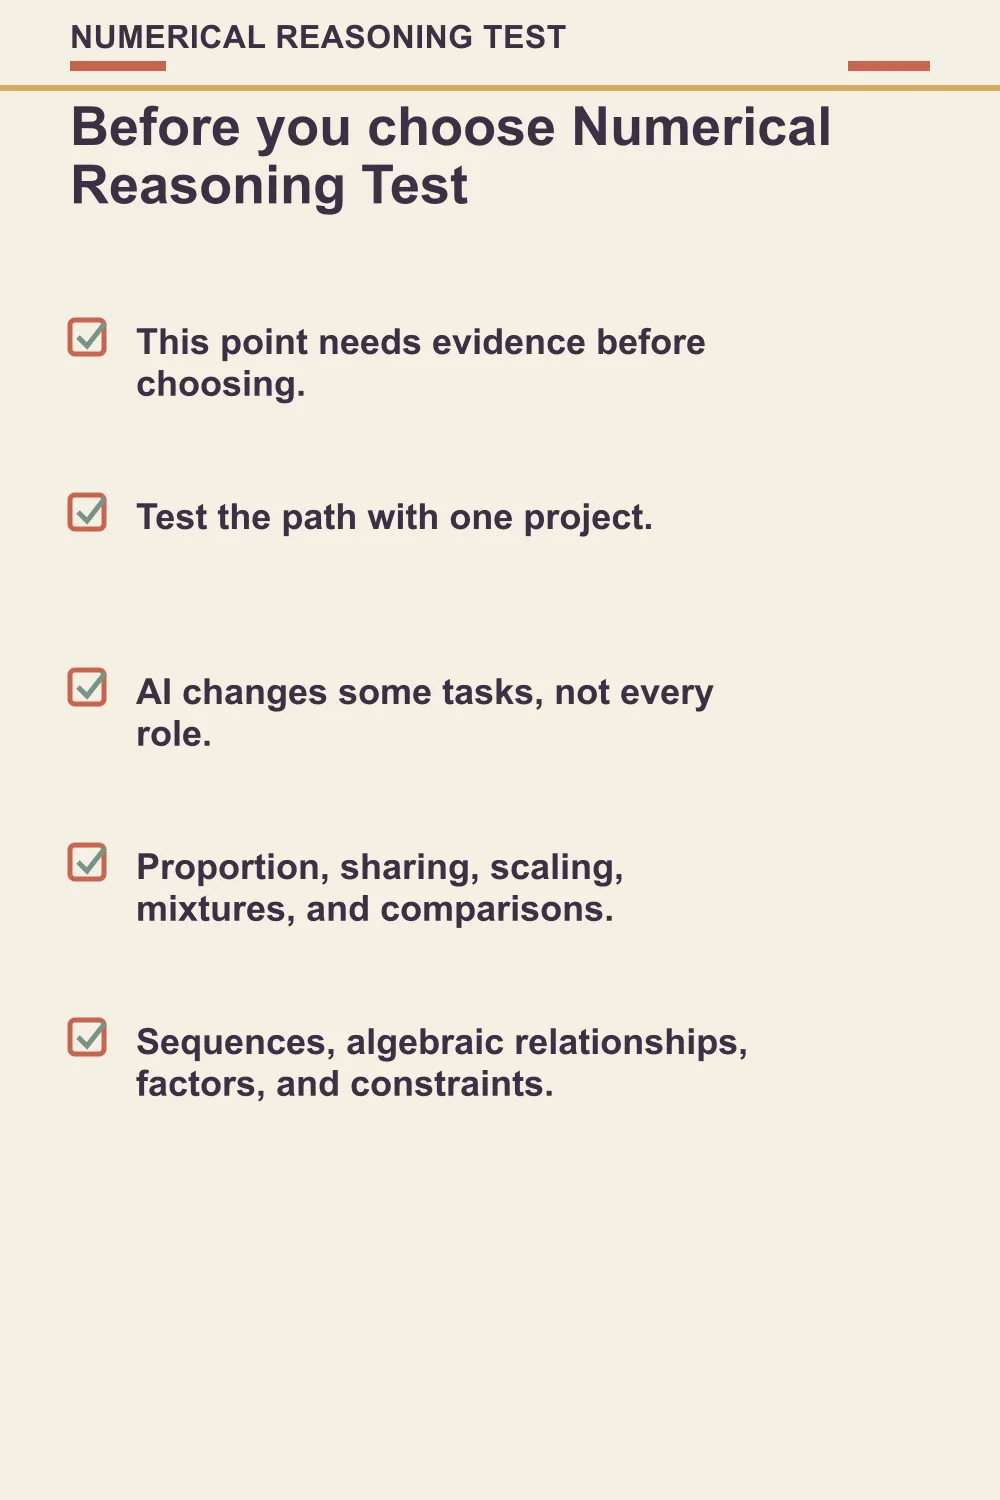 NUMERICAL REASONING TEST
Before you choose Numerical
Reasoning Test
This point needs evidence before
choosing.
Test the path with one project.
AI changes some tasks, not every
role.
Proportion, sharing, scaling,
mixtures, and comparisons.
Sequences, algebraic relationships,
factors, and constraints.